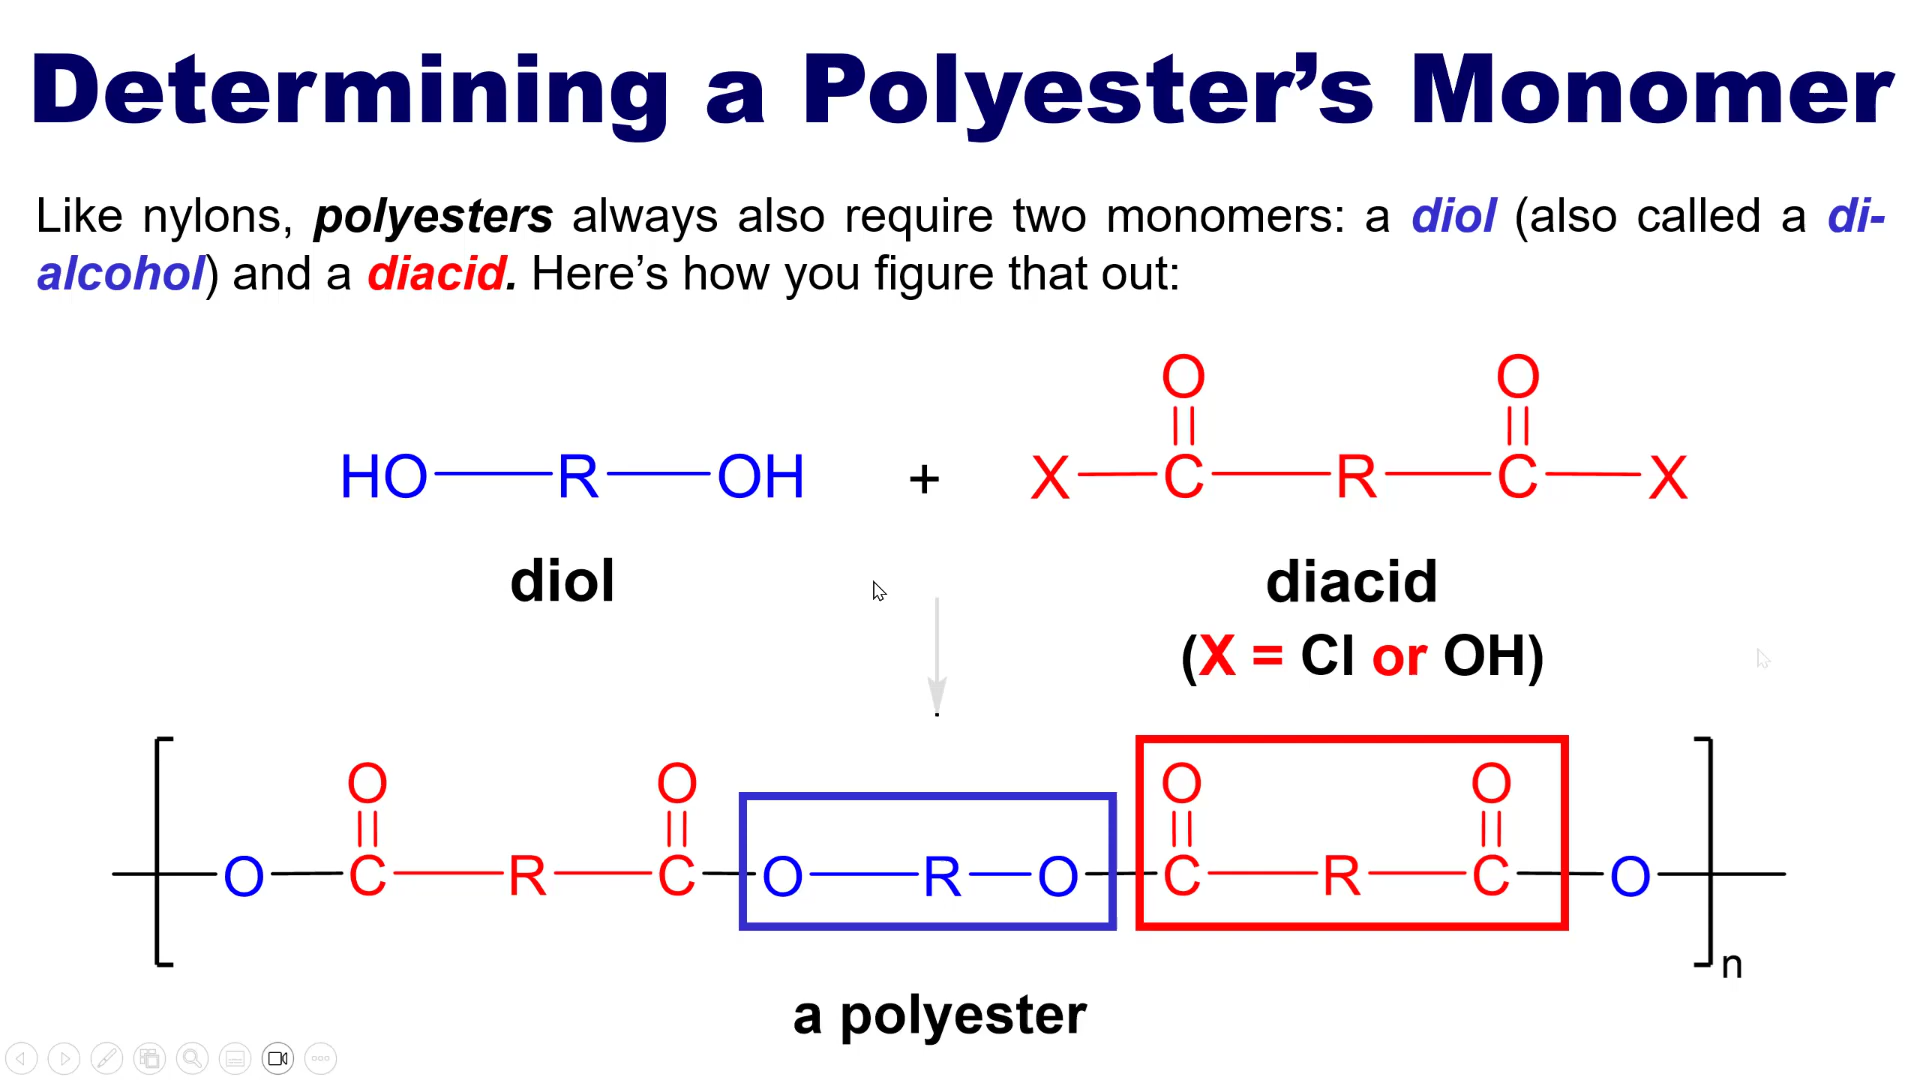 Determining a Polyester’s Monomer
Like nylons, polyesters always also require two monomers: a diol (also called a di-
alcohol) and a diacid. Here’s how you figure that out:
O O
HO R OH + X C R C X
diol diacid
(X = Cl or OH)
O O O O
O C R C O R O C R C O
n
a polyester